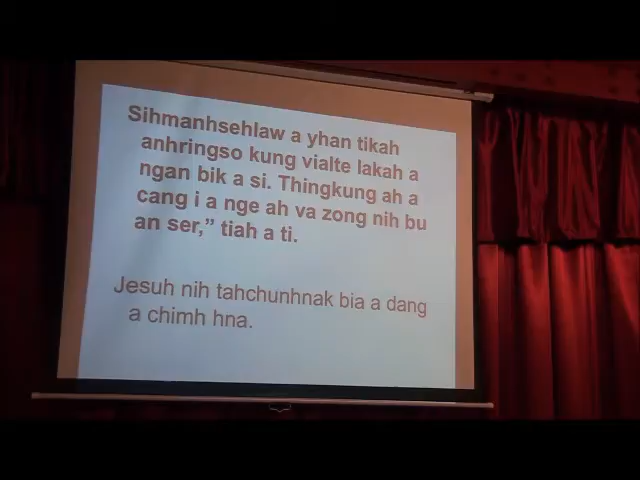 Sihmanhsehlaw a yhan tikah
anhringso kung vialte lakah a
ngan bik a si. Thingkung ah a
cang i a nge ah va zong nih bu
an ser,” tiah a ti.
Jesuh nih tahchunhnak bia a dang
a chimh hna.